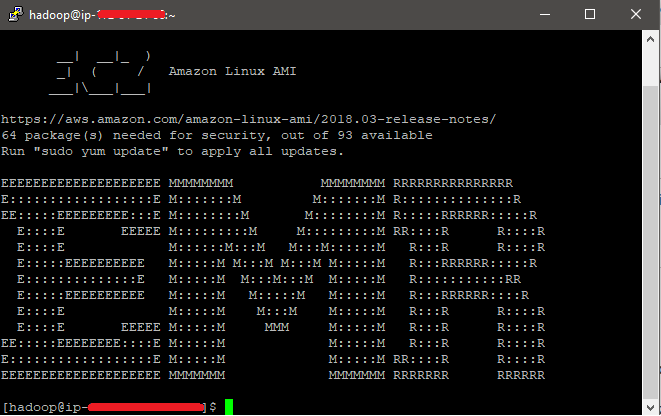 hadoop@ip-
       __|  __|_  )
       _|  (     /   Amazon Linux AMI
      ___|\___|___|
https://aws.amazon.com/amazon-linux-ami/2018.03-release-notes/
64 package(s) needed for security, out of 93 available
Run "sudo yum update" to apply all updates.
EEEEEEEEEEEEEEEEEEEE MMMMMMMM           MMMMMMMM RRRRRRRRRRRRRRR
E::::::::::::::::::E M:::::::M         M:::::::M R::::::::::::::R
EE:::::EEEEEEEEE:::E M::::::::M       M::::::::M R:::::RRRRRR:::::R
  E::::E       EEEEE M:::::::::M     M:::::::::M RR::::R      R::::R
  E::::E             M::::::M:::M   M:::M::::::M   R:::R      R::::R
  E:::::EEEEEEEEEE   M:::::M M:::M M:::M M:::::M   R:::RRRRRR:::::R
  E::::::::::::::E   M:::::M  M:::M:::M  M:::::M   R:::::::::::RR
  E:::::EEEEEEEEEE   M:::::M   M:::::M   M:::::M   R:::RRRRRR::::R
  E::::E             M:::::M    M:::M    M:::::M   R:::R      R::::R
  E::::E       EEEEE M:::::M     MMM     M:::::M   R:::R      R::::R
EE:::::EEEEEEEE::::E M:::::M             M:::::M   R:::R      R::::R
E::::::::::::::::::E M:::::M             M:::::M RR::::R      R::::R
EEEEEEEEEEEEEEEEEEEE MMMMMMM             MMMMMMM RRRRRRR      RRRRRR
[hadoop@ip-]$